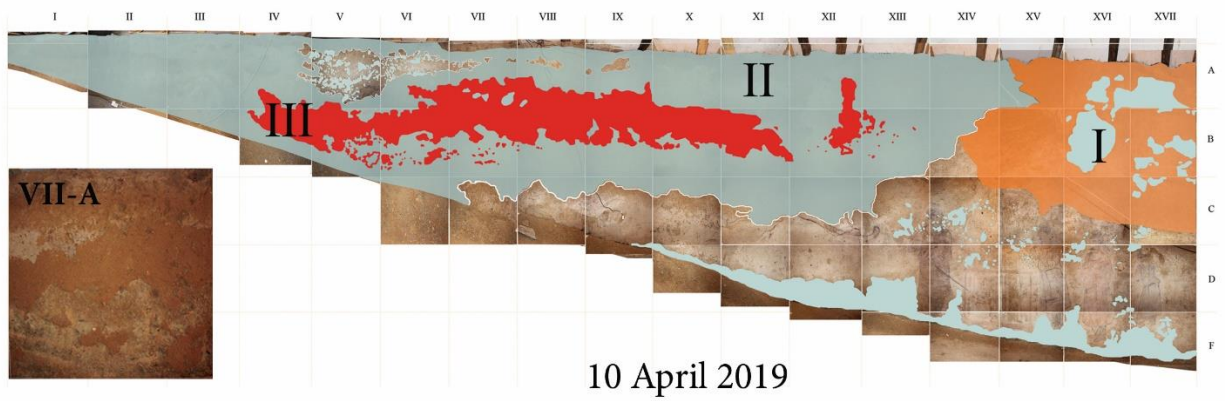 I II III IV V VI VII VIII IX X XI XII XIII XIV XV XVI XVII
A
II
III
B
I
VII-A
C
D
F
10 April 2019